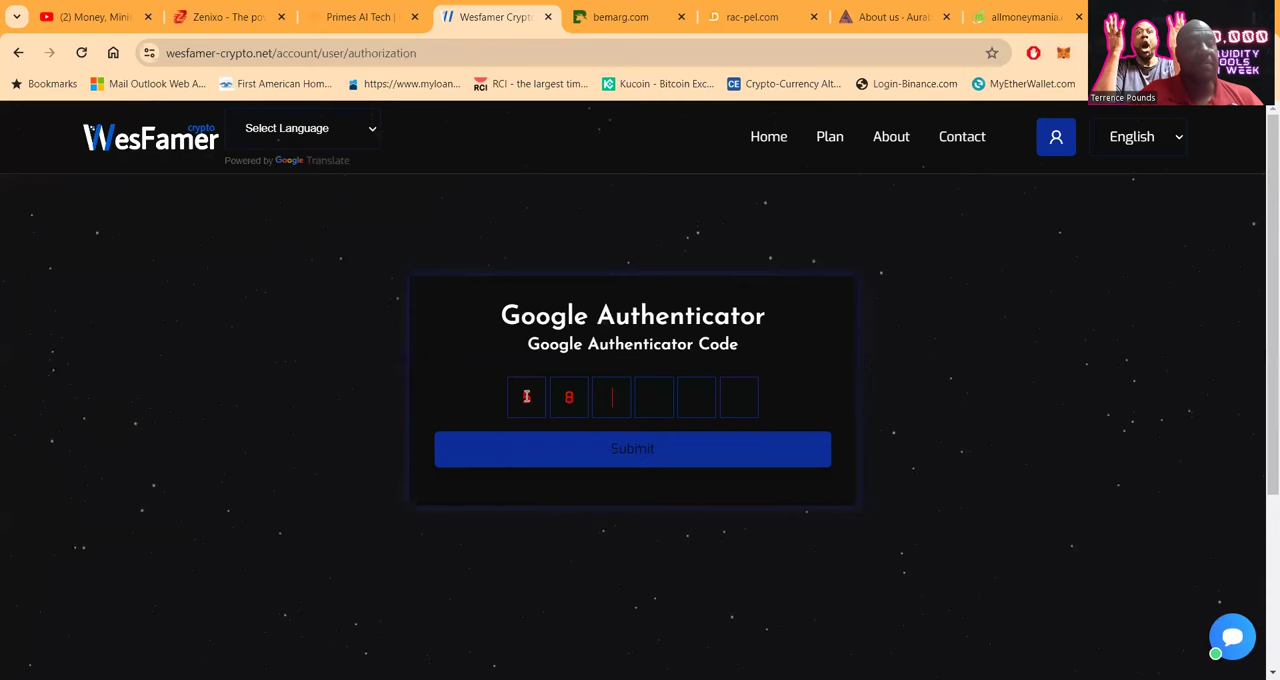 (2) Money, Mini
Zenixo - The po
Primes AI Tech |
Wesfamer Crypt
bemarg.com
rac-pel.com
About us - Aurat
allmoneymania.
wesfamer-crypto.net/account/user/authorization
Bookmarks
Mail Outlook Web A...
First American Hom...
https://www.myloan...
RCI
RCI - the largest tim...
Kucoin - Bitcoin Exc...
CE
Crypto-Currency Alt...
Login-Binance.com
MyEtherWallet.com
Terrence Pounds
WesFamer
crypto
Select Language
Powered by Google Translate
Home
Plan
About
Contact
English
Google Authenticator
Google Authenticator Code
8
Submit